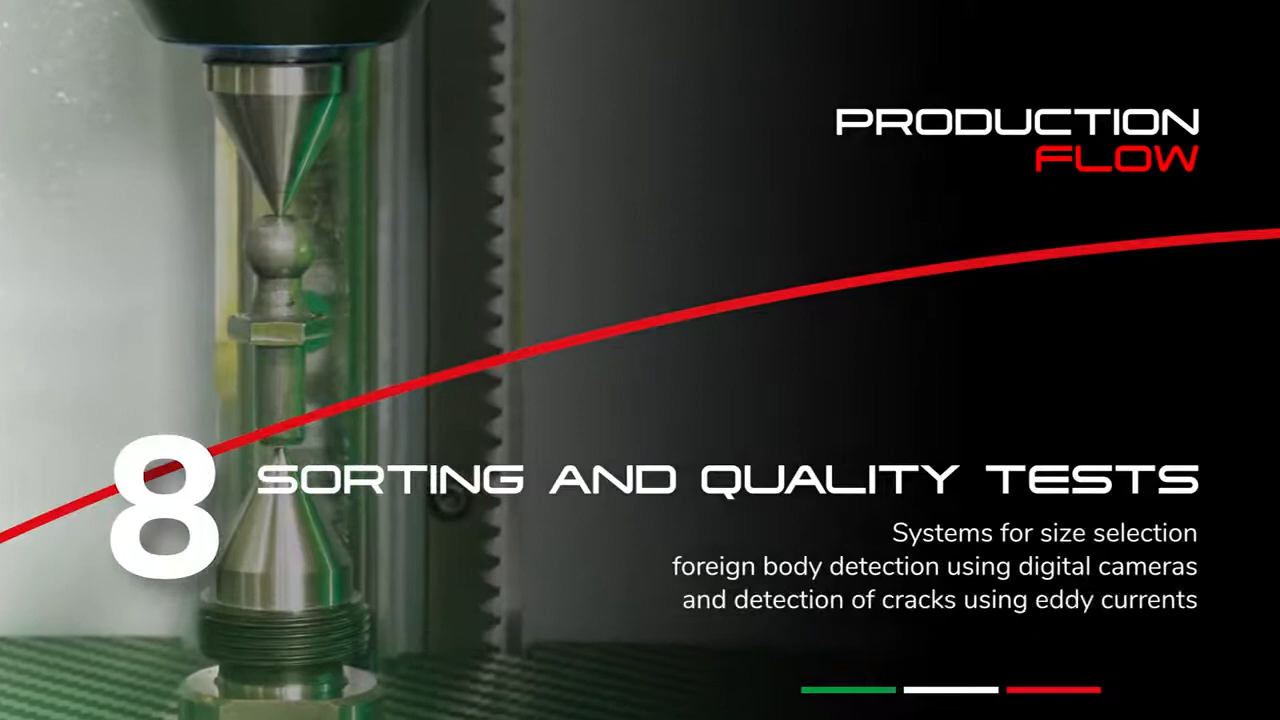 PRODUCTION
FLOW
8 SORTING AND QUALITY TESTS
Systems for size selection
foreign body detection using digital cameras
and detection of cracks using eddy currents